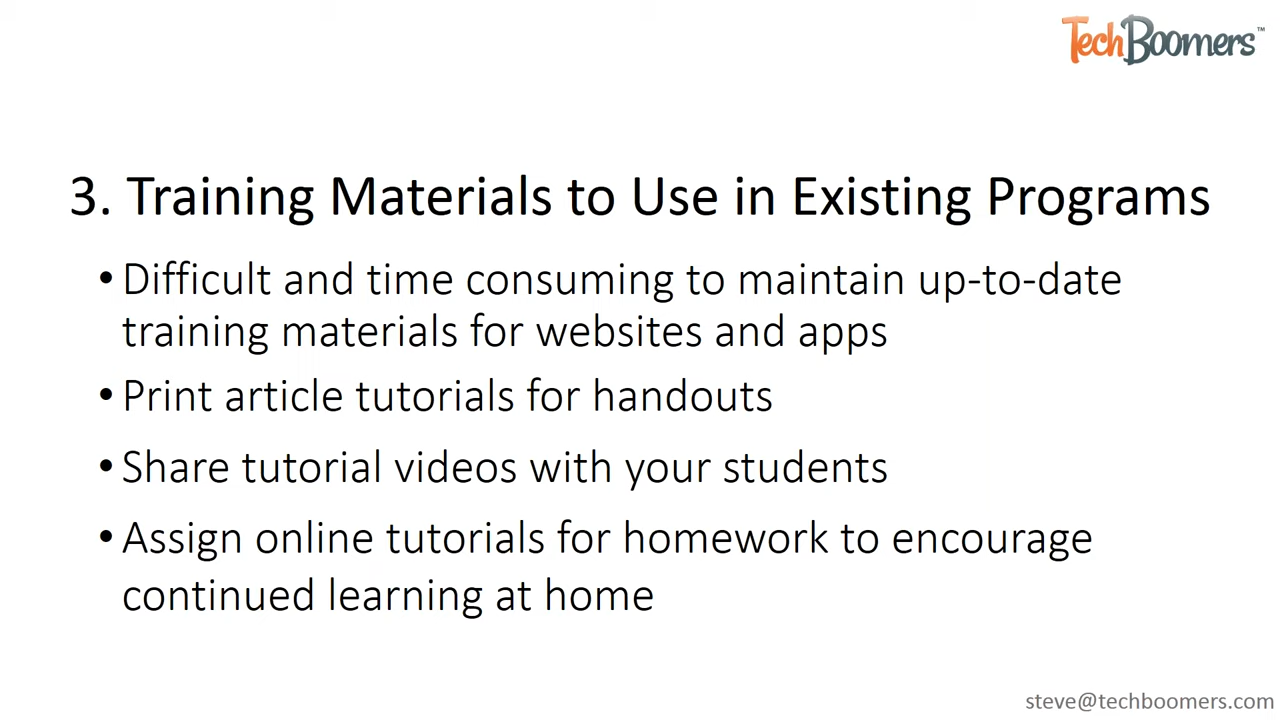 TechBoomers™
3. Training Materials to Use in Existing Programs
•Difficult and time consuming to maintain up-to-date
training materials for websites and apps
•Print article tutorials for handouts
•Share tutorial videos with your students
•Assign online tutorials for homework to encourage
continued learning at home
steve@techboomers.com